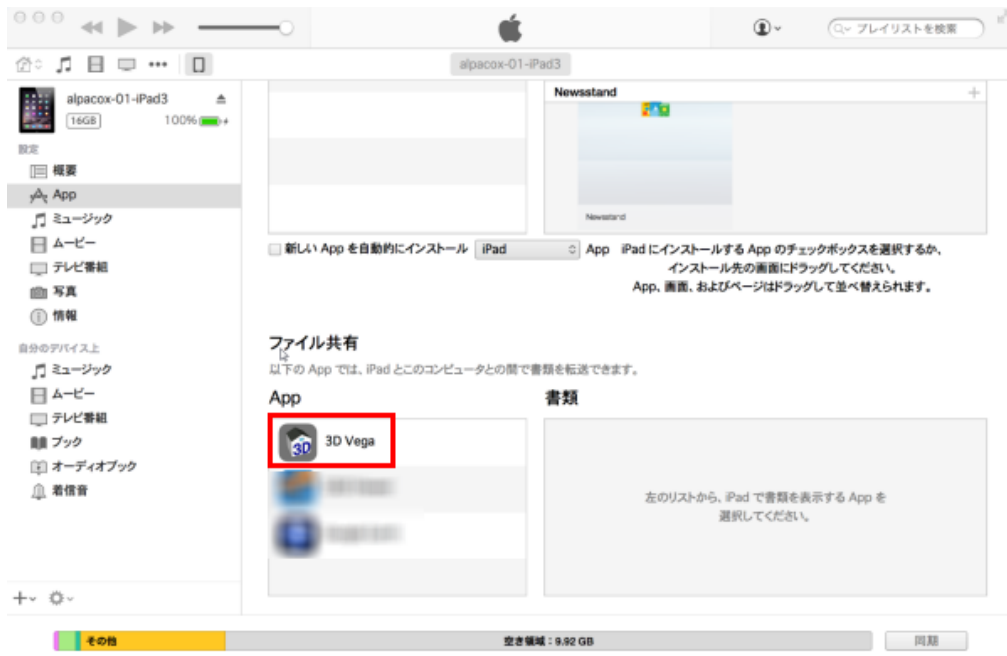 プレイリストを検索
alpacox-01-iPad3
alpacox-01-iPad3
16GB
100%
設定
概要
App
ミュージック
ムービー
テレビ番組
写真
情報
自分のデバイス上
ミュージック
ムービー
テレビ番組
ブック
オーディオブック
着信音
Newsstand
Newsstand
新しい App を自動的にインストール
iPad
App
iPad にインストールする App のチェックボックスを選択するか、
インストール先の画面にドラッグしてください。
App、画面、およびページはドラッグして並べ替えられます。
ファイル共有
以下の App では、iPad とこのコンピュータとの間で書類を転送できます。
App
書類
3D
3D Vega
左のリストから、iPad で書類を表示する App を
選択してください。
その他
空き領域：9.92 GB
同期